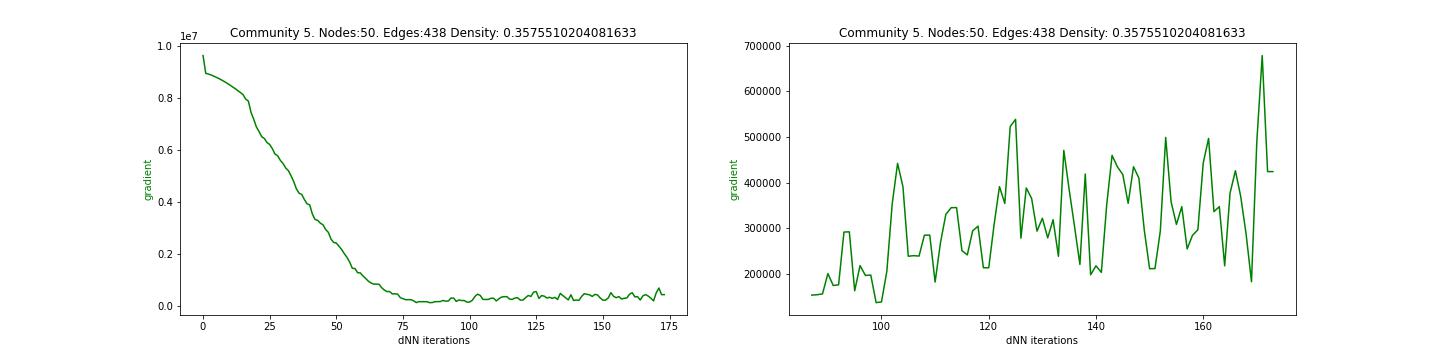 Community 5. Nodes:50. Edges:438 Density: 0.3575510204081633
1e7
1.0
0.8
0.6
0.4
0.2
0.0
gradient
0 25 50 75 100 125 150 175
dNN iterations
Community 5. Nodes:50. Edges:438 Density: 0.3575510204081633
700000
600000
500000
400000
300000
200000
gradient
100 120 140 160
dNN iterations